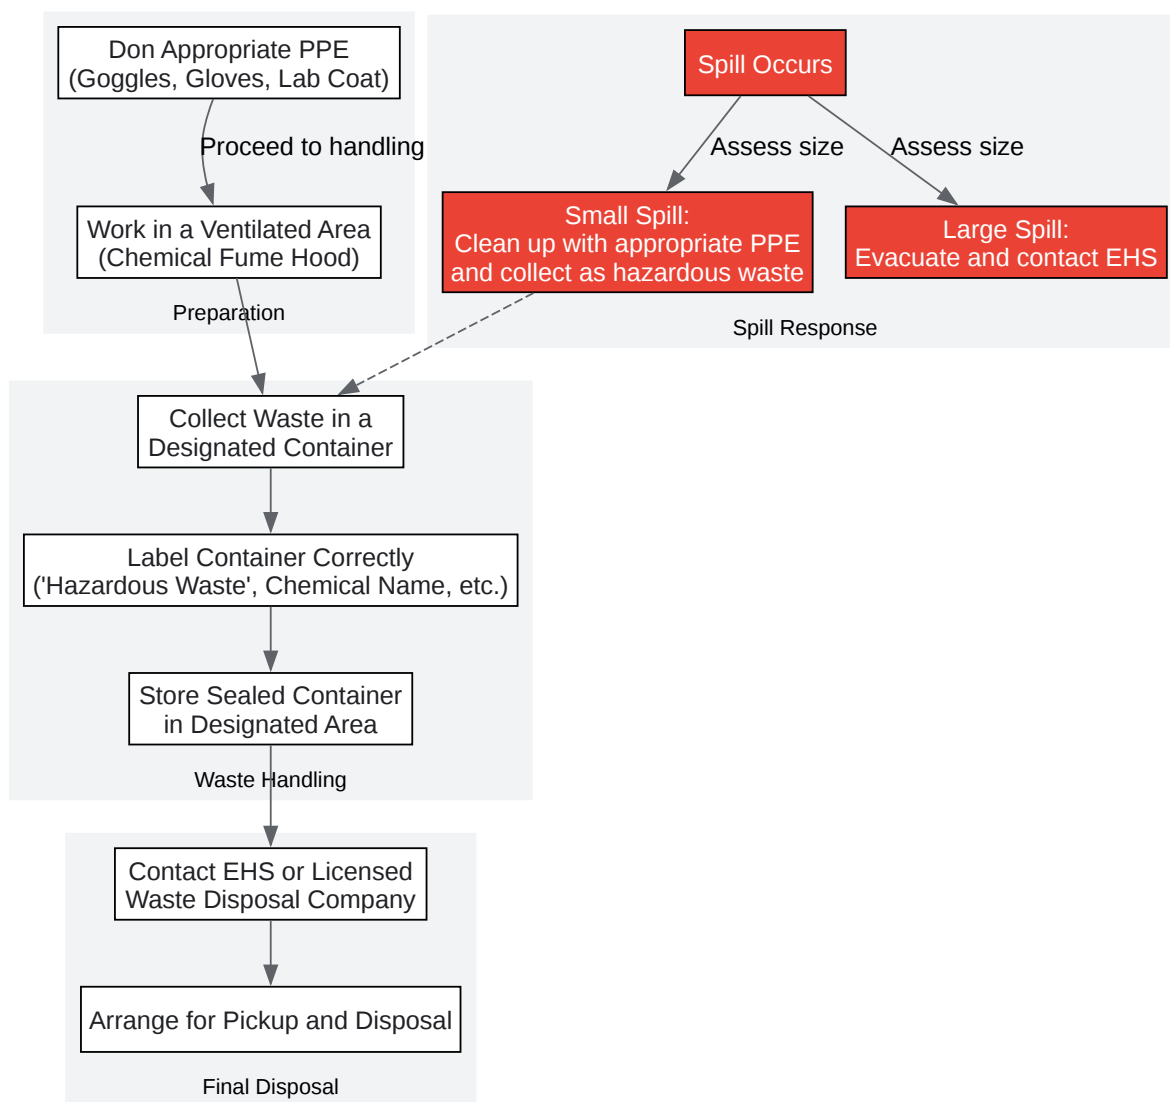 Don Appropriate PPE
(Goggles, Gloves, Lab Coat)
Proceed to handling
Work in a Ventilated Area
(Chemical Fume Hood)
Preparation
Spill Occurs
Assess size
Assess size
Small Spill:
Clean up with appropriate PPE
and collect as hazardous waste
Large Spill:
Evacuate and contact EHS
Spill Response
Collect Waste in a
Designated Container
Label Container Correctly
('Hazardous Waste', Chemical Name, etc.)
Store Sealed Container
in Designated Area
Waste Handling
Contact EHS or Licensed
Waste Disposal Company
Arrange for Pickup and Disposal
Final Disposal